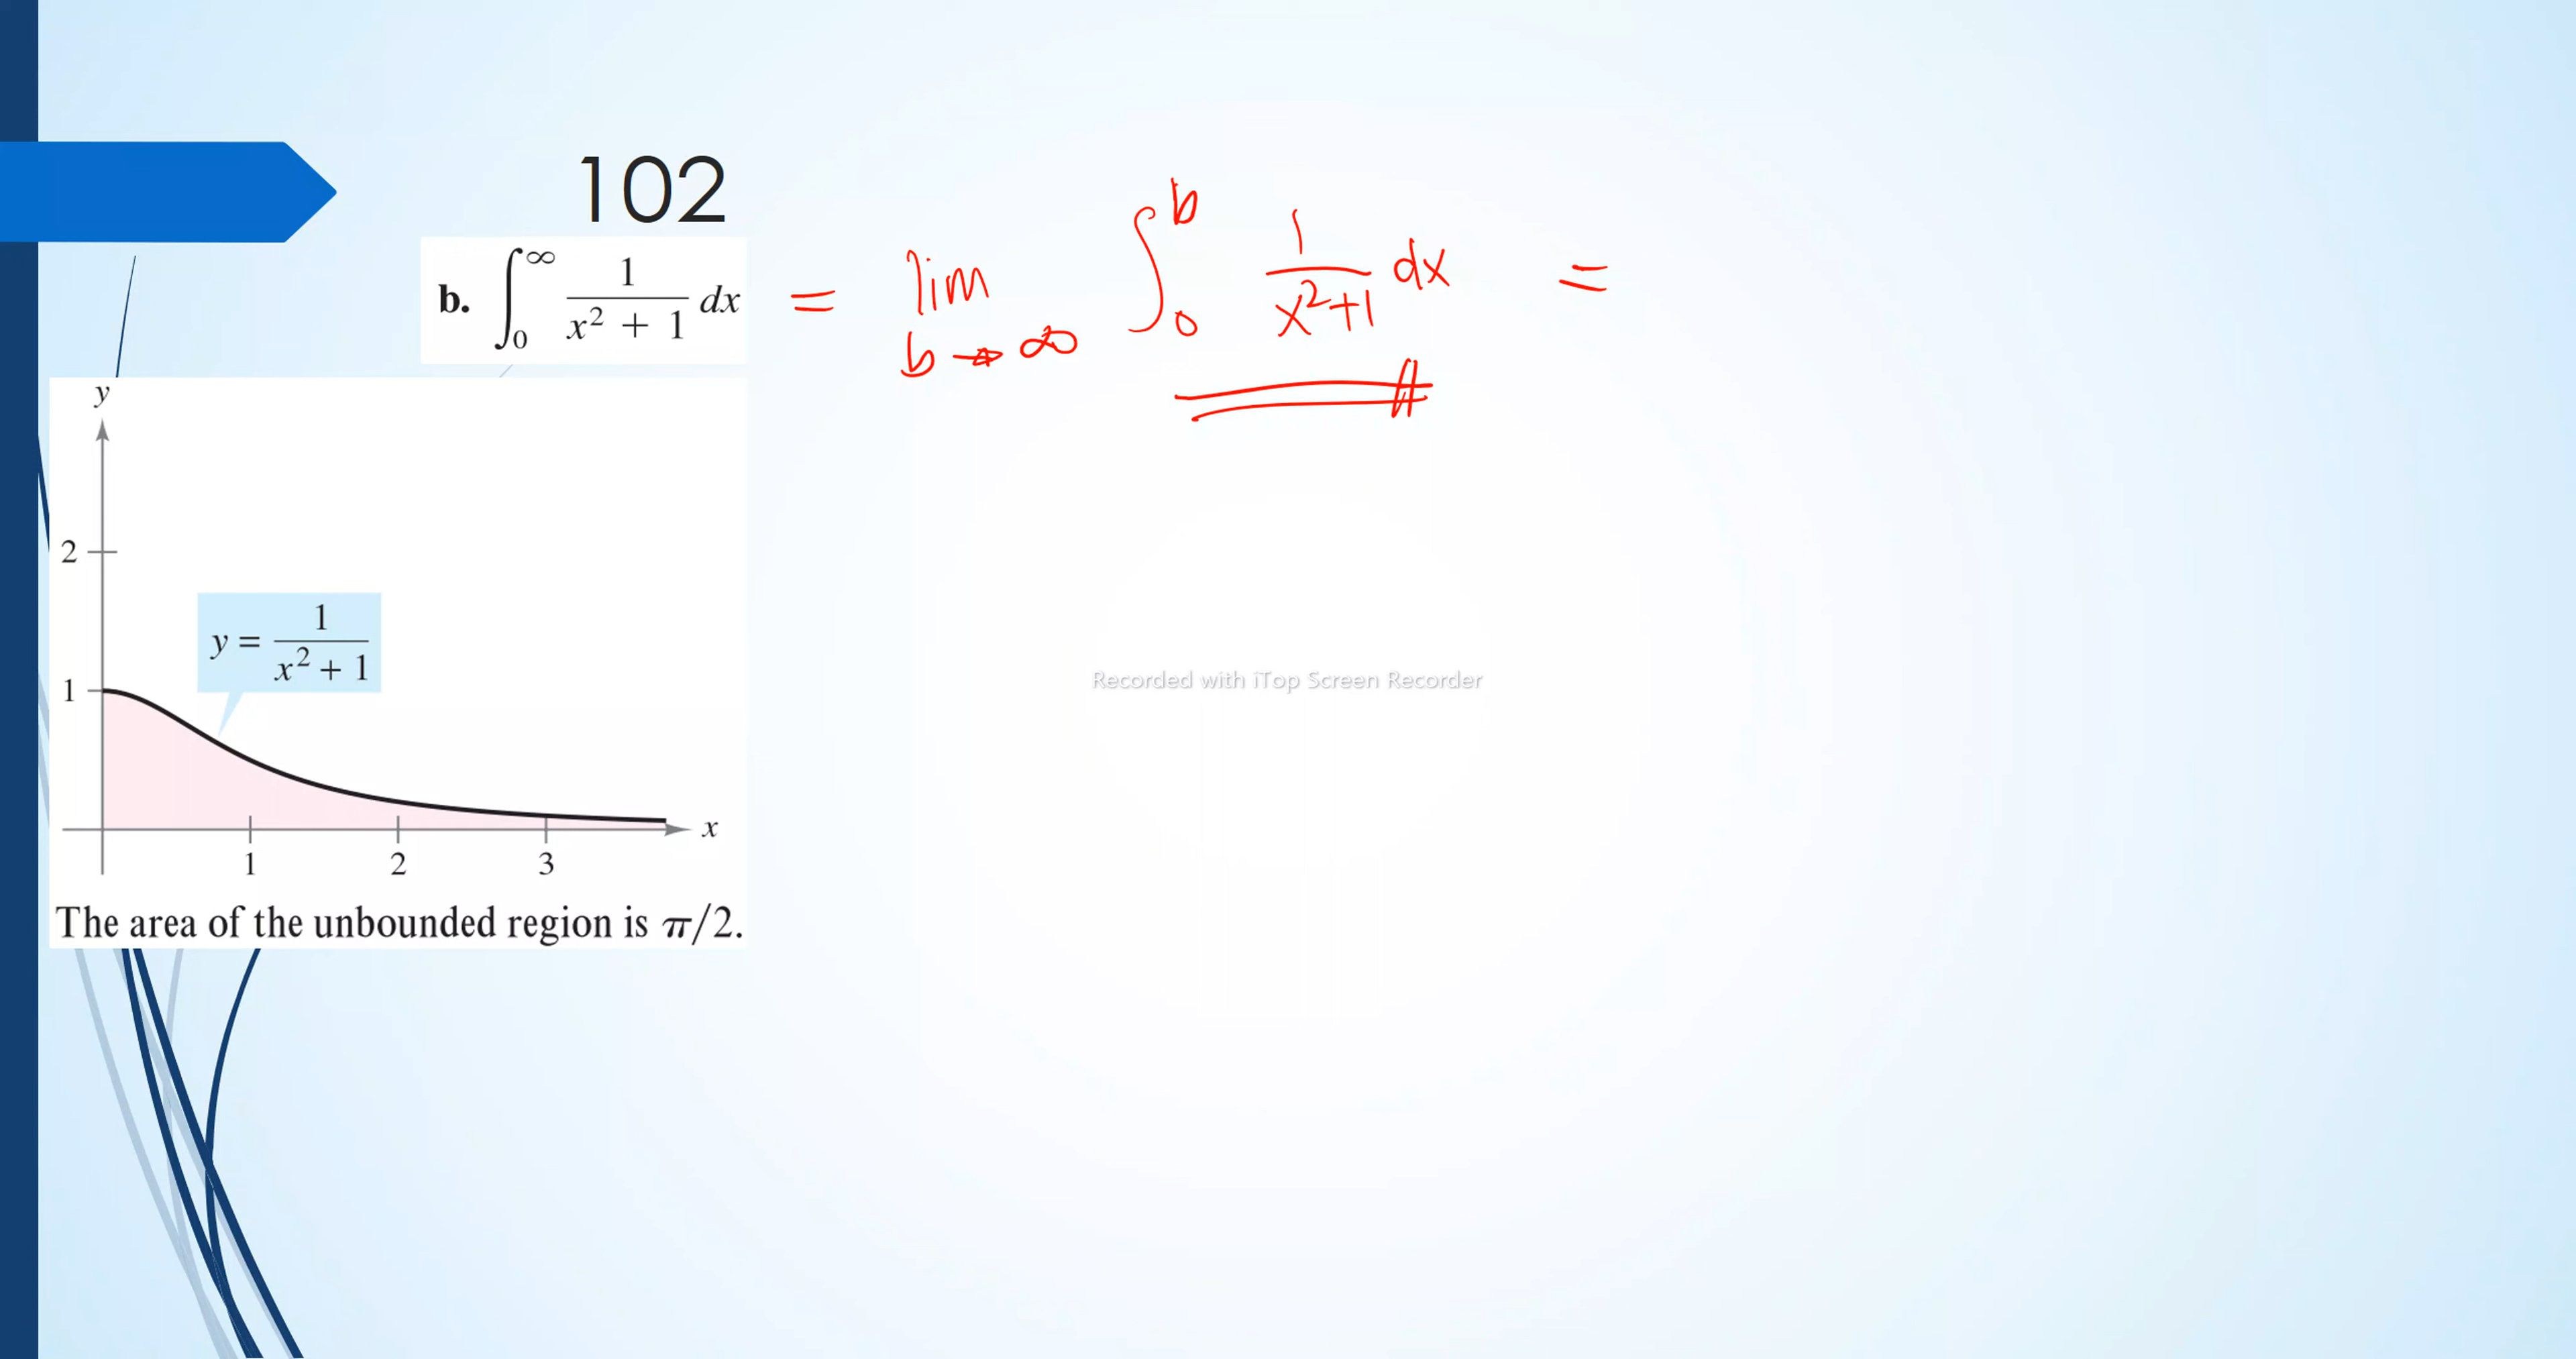 102
b. ∫₀^∞ 1/(x² + 1) dx = lim b→∞ ∫₀^b 1/(x²+1) dx =
y
2
y = 1/(x² + 1)
1
x
1 2 3
The area of the unbounded region is π/2.
Recorded with iTop Screen Recorder